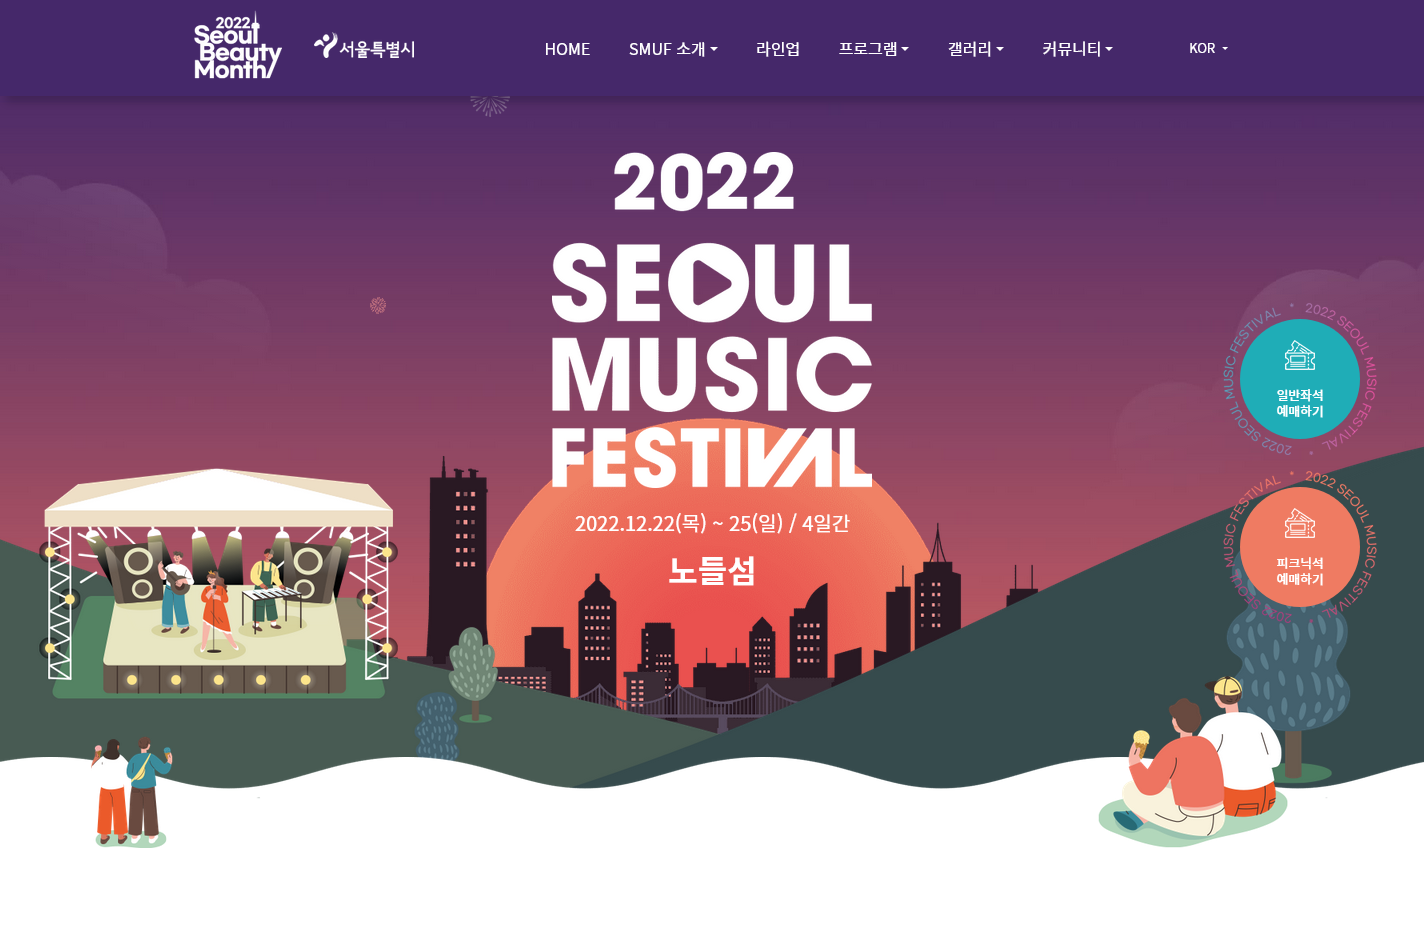 2022
Seoul
Beauty
Month
서울특별시
HOME
SMUF 소개
라인업
프로그램
갤러리
커뮤니티
KOR
2022
SEOUL
MUSIC
FESTIVAL
2022.12.22(목) ~ 25(일) / 4일간
노들섬
2022 SEOUL MUSIC FESTIVAL • 2022 SEOUL MUSIC FESTIVAL •
일반좌석
예매하기
2022 SEOUL MUSIC FESTIVAL • 2022 SEOUL MUSIC FESTIVAL •
피크닉석
예매하기